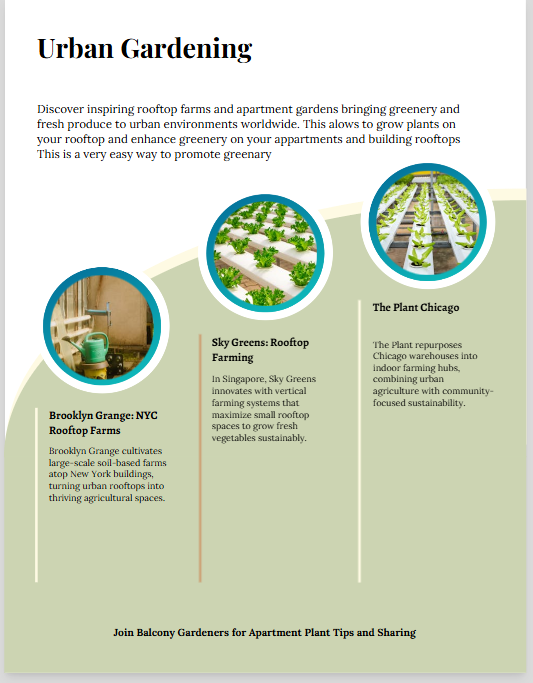 Urban Gardening
Discover inspiring rooftop farms and apartment gardens bringing greenery and
fresh produce to urban environments worldwide. This alows to grow plants on
your rooftop and enhance greenery on your appartments and building rooftops
This is a very easy way to promote greenary
Brooklyn Grange: NYC
Rooftop Farms
Brooklyn Grange cultivates
large-scale soil-based farms
atop New York buildings,
turning urban rooftops into
thriving agricultural spaces.
Sky Greens: Rooftop
Farming
In Singapore, Sky Greens
innovates with vertical
farming systems that
maximize small rooftop
spaces to grow fresh
vegetables sustainably.
The Plant Chicago
The Plant repurposes
Chicago warehouses into
indoor farming hubs,
combining urban
agriculture with community-
focused sustainability.
Join Balcony Gardeners for Apartment Plant Tips and Sharing